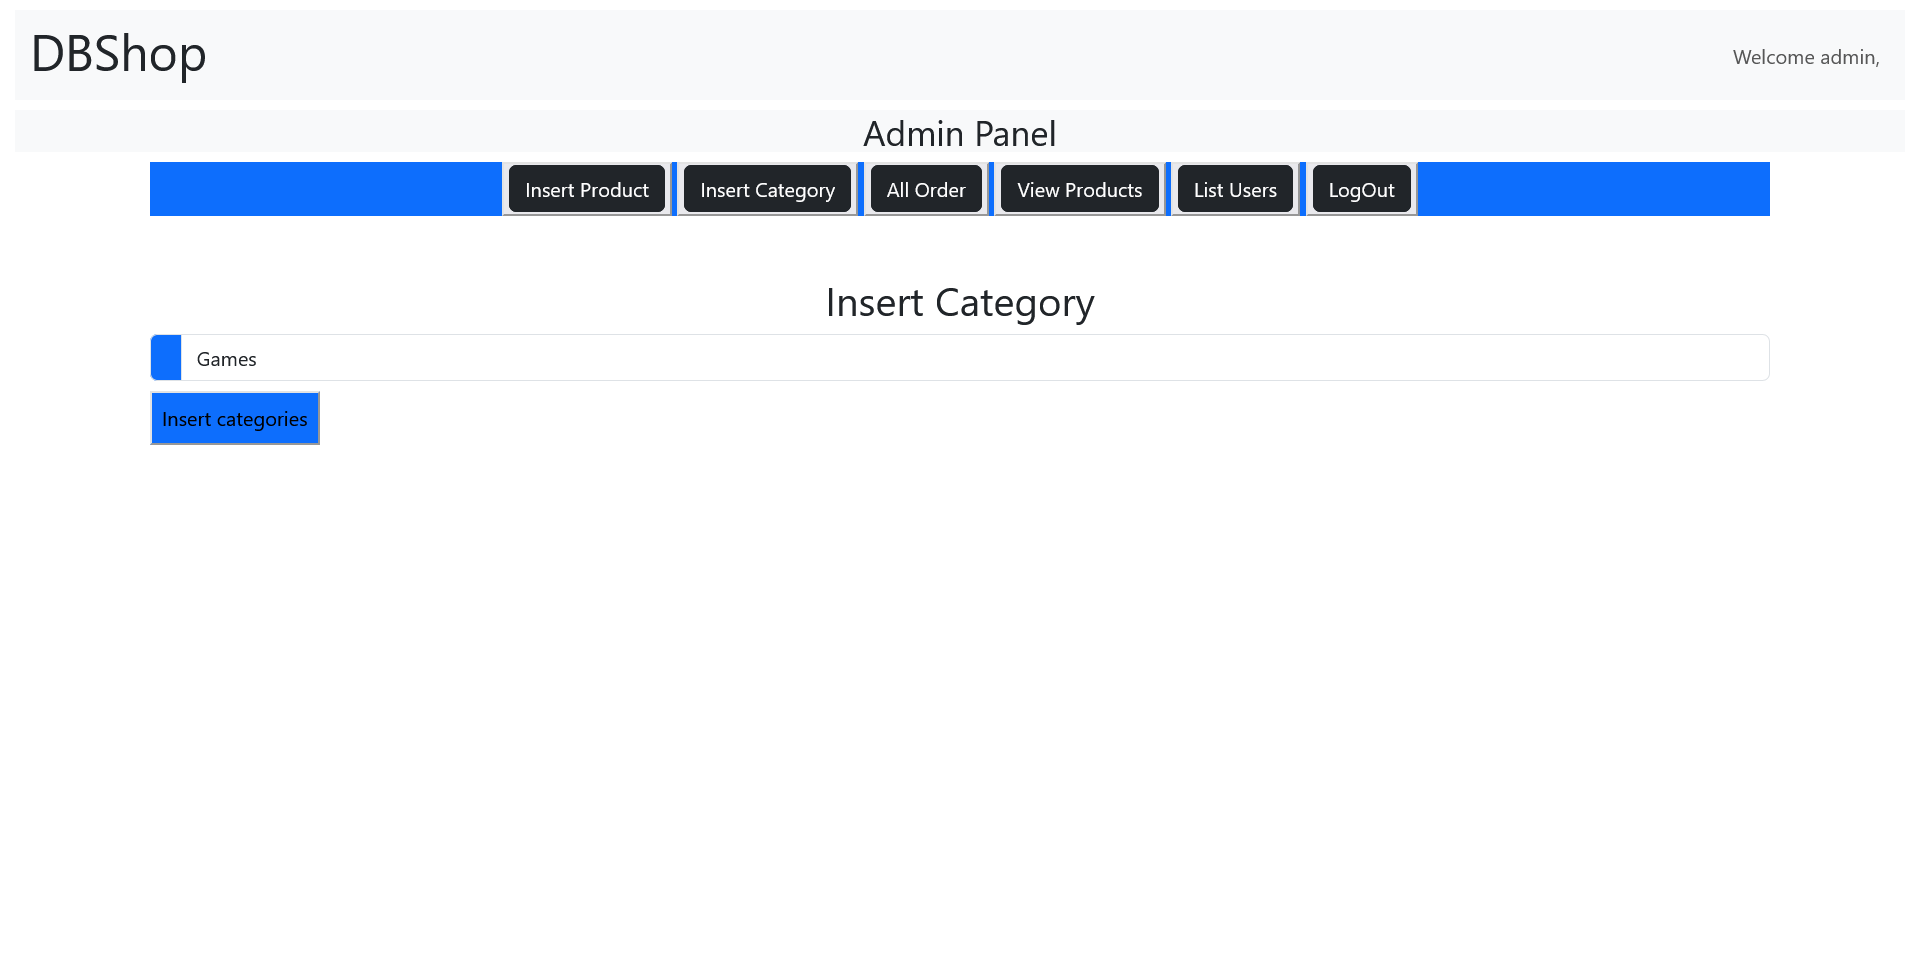 DBShop
Welcome admin,
Admin Panel
Insert Product Insert Category All Order View Products List Users LogOut
Insert Category
Games
Insert categories